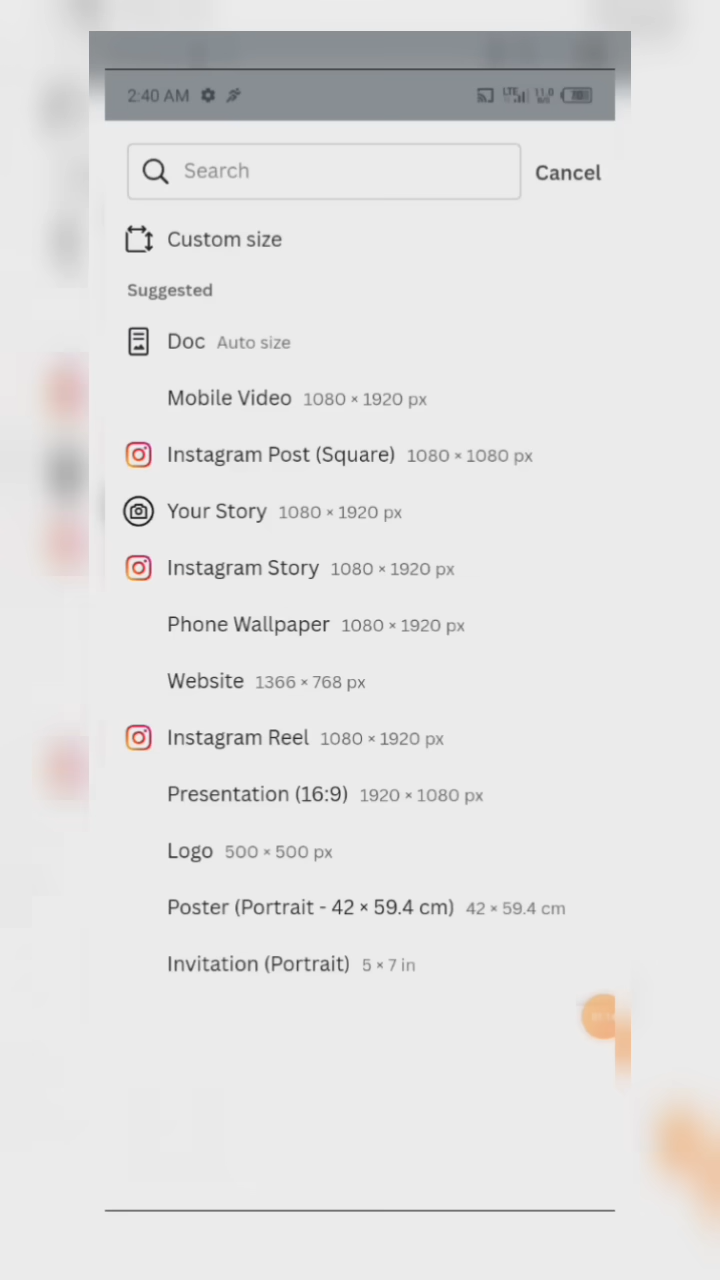 2:40 AM LTE 11.0
Search Cancel
Custom size
Suggested
Doc Auto size
Mobile Video 1080 × 1920 px
Instagram Post (Square) 1080 × 1080 px
Your Story 1080 × 1920 px
Instagram Story 1080 × 1920 px
Phone Wallpaper 1080 × 1920 px
Website 1366 × 768 px
Instagram Reel 1080 × 1920 px
Presentation (16:9) 1920 × 1080 px
Logo 500 × 500 px
Poster (Portrait - 42 × 59.4 cm) 42 × 59.4 cm
Invitation (Portrait) 5 × 7 in